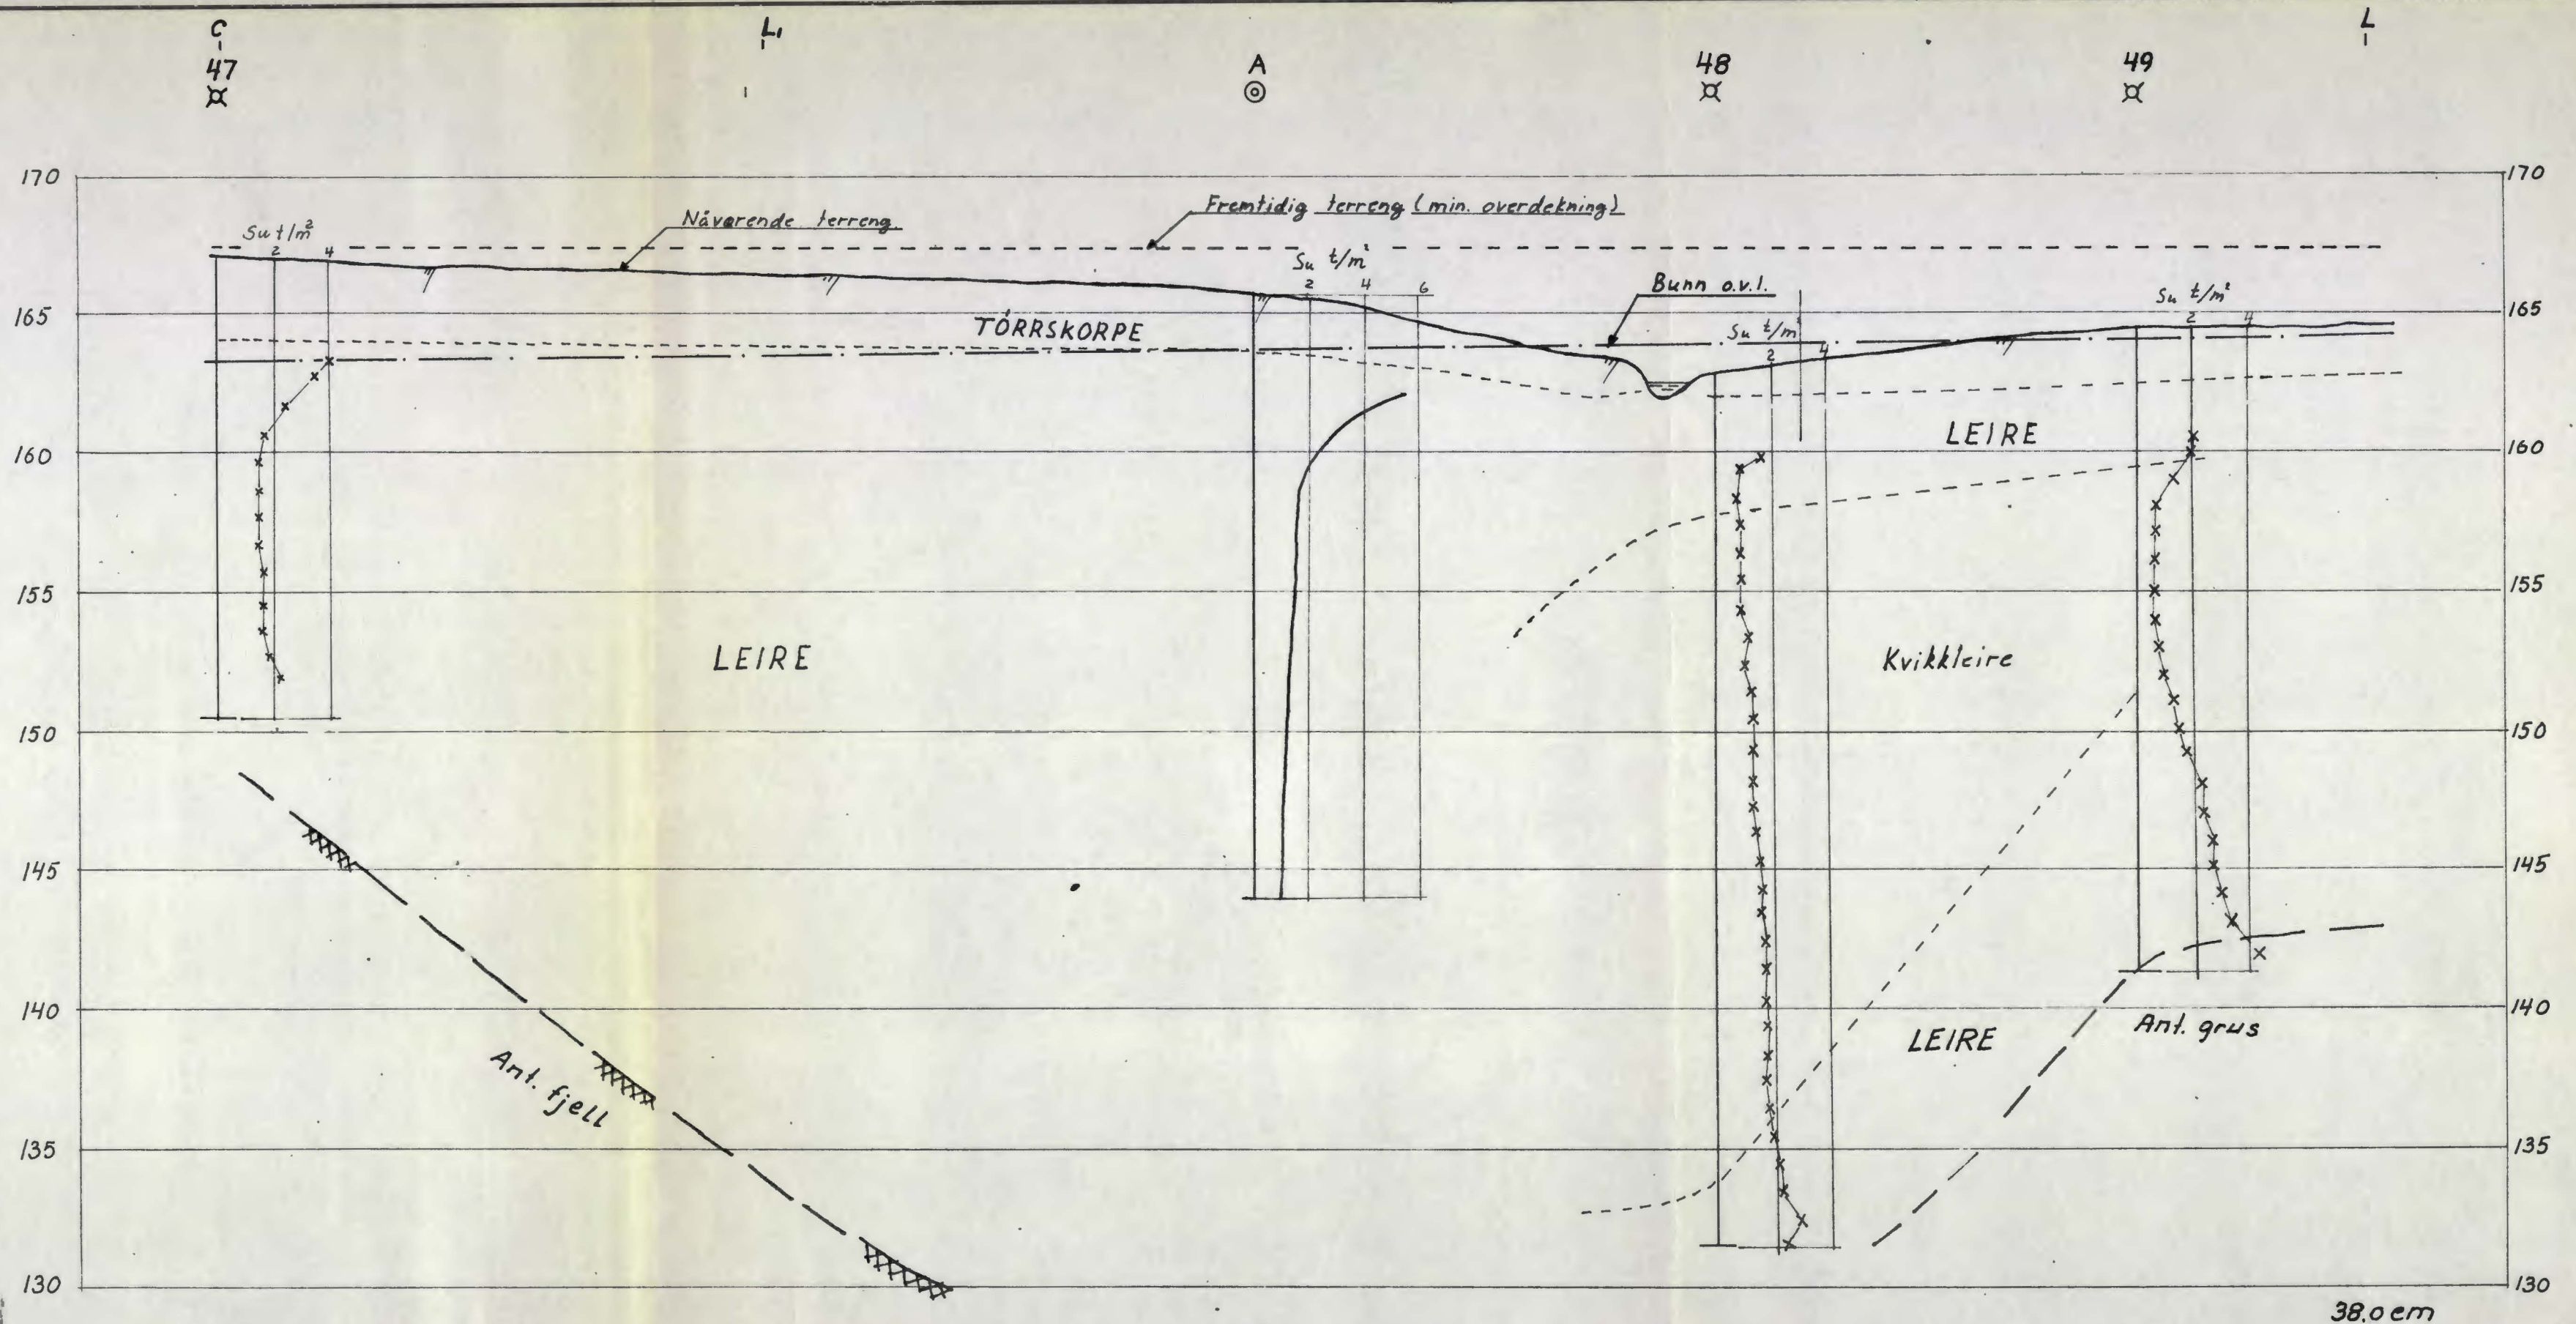 C L₁ L
47 A 48 49
170 170
Nåværende terreng.
Fremtidig terreng (min. overdekning)
Su t/m²
2 4
Su t/m²
2 4 6
Bunn o.v.l.
Su t/m²
2 4
Su t/m²
2 4
165 165
TÖRRSKORPE
160 160
LEIRE
155 155
LEIRE
Kvikkleire
150 150
145 145
140 140
Ant. fjell
LEIRE
Ant. grus
135 135
130 130
38.0 cm